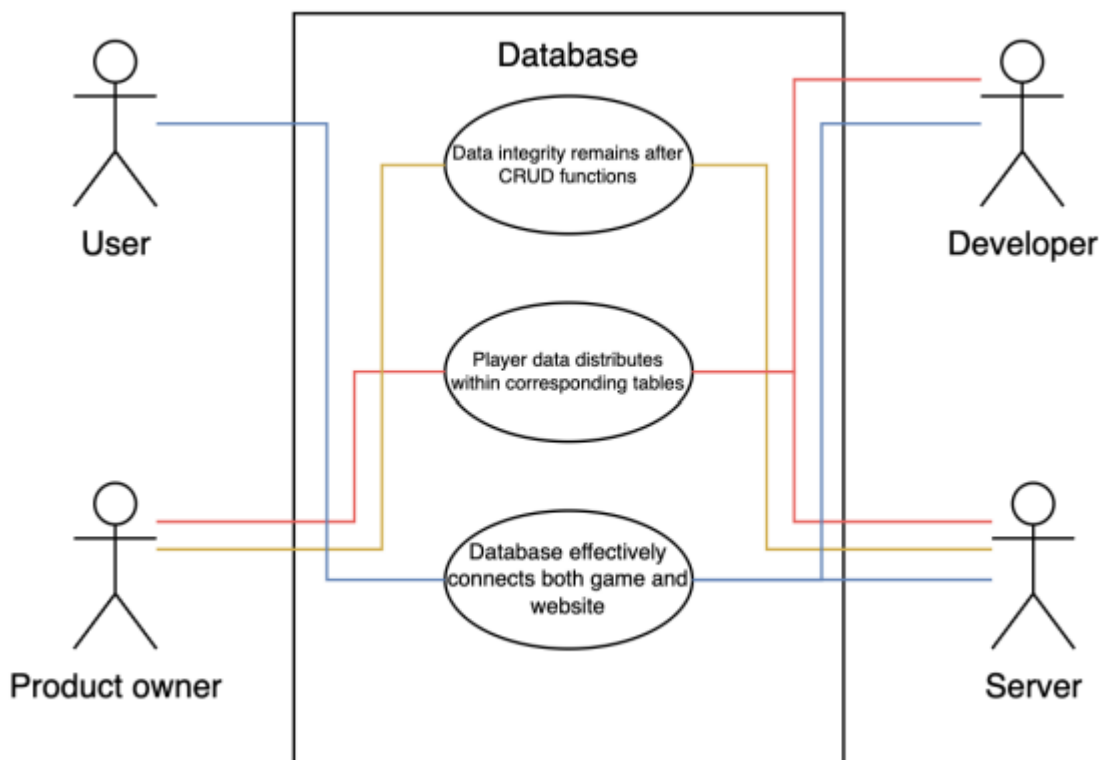 Database
Data integrity remains after
CRUD functions
User
Developer
Player data distributes
within corresponding tables
Database effectively
connects both game and
website
Product owner
Server